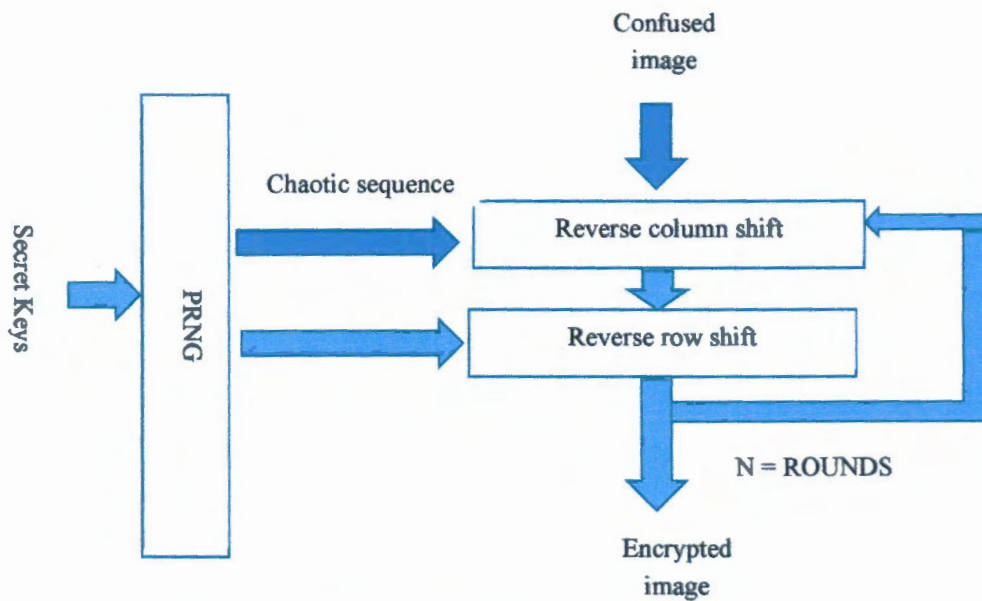 Confused
image
Chaotic sequence
Reverse column shift
Secret Keys
PRNG
Reverse row shift
N = ROUNDS
Encrypted
image